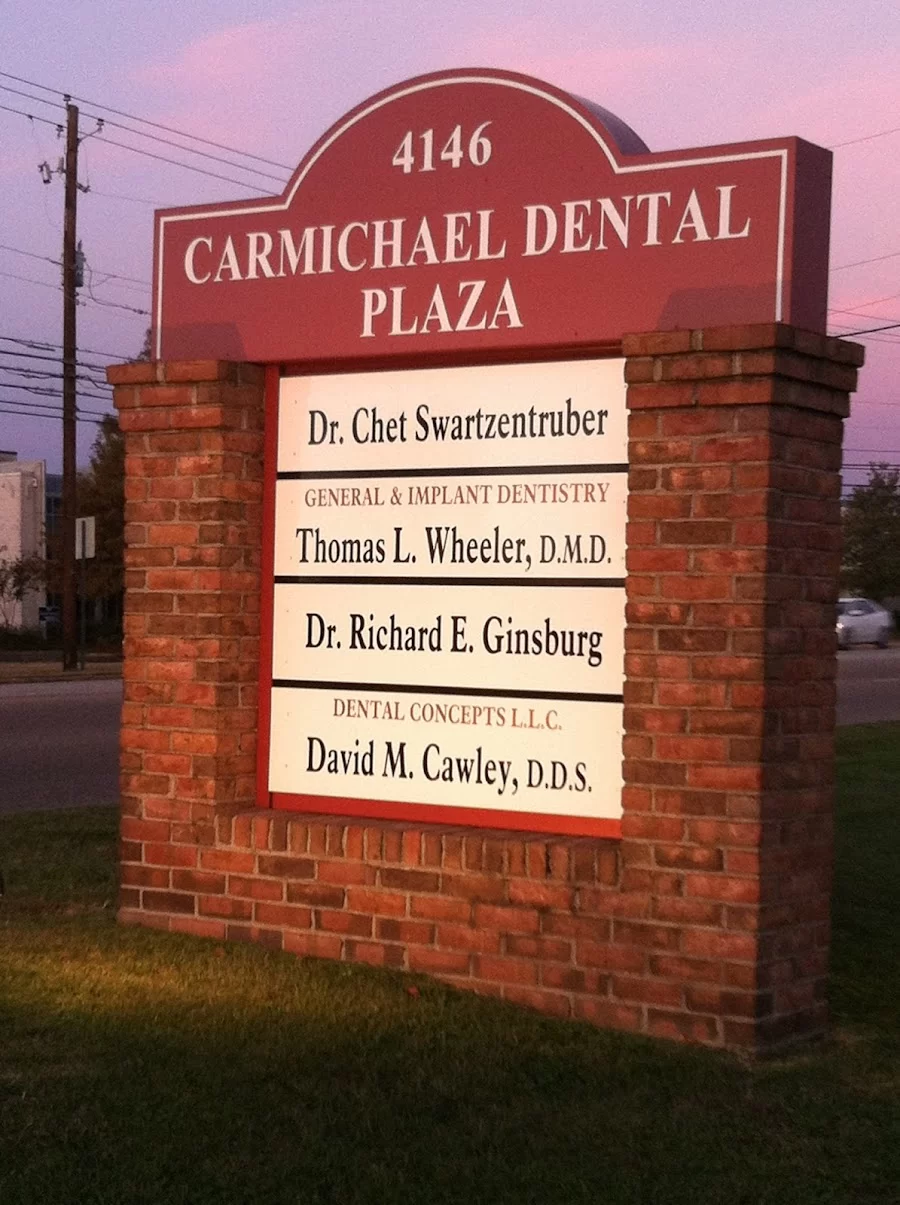 4146
CARMICHAEL DENTAL
PLAZA
Dr. Chet Swartzentruber
GENERAL & IMPLANT DENTISTRY
Thomas L. Wheeler, D.M.D.
Dr. Richard E. Ginsburg
DENTAL CONCEPTS L.L.C.
David M. Cawley, D.D.S.